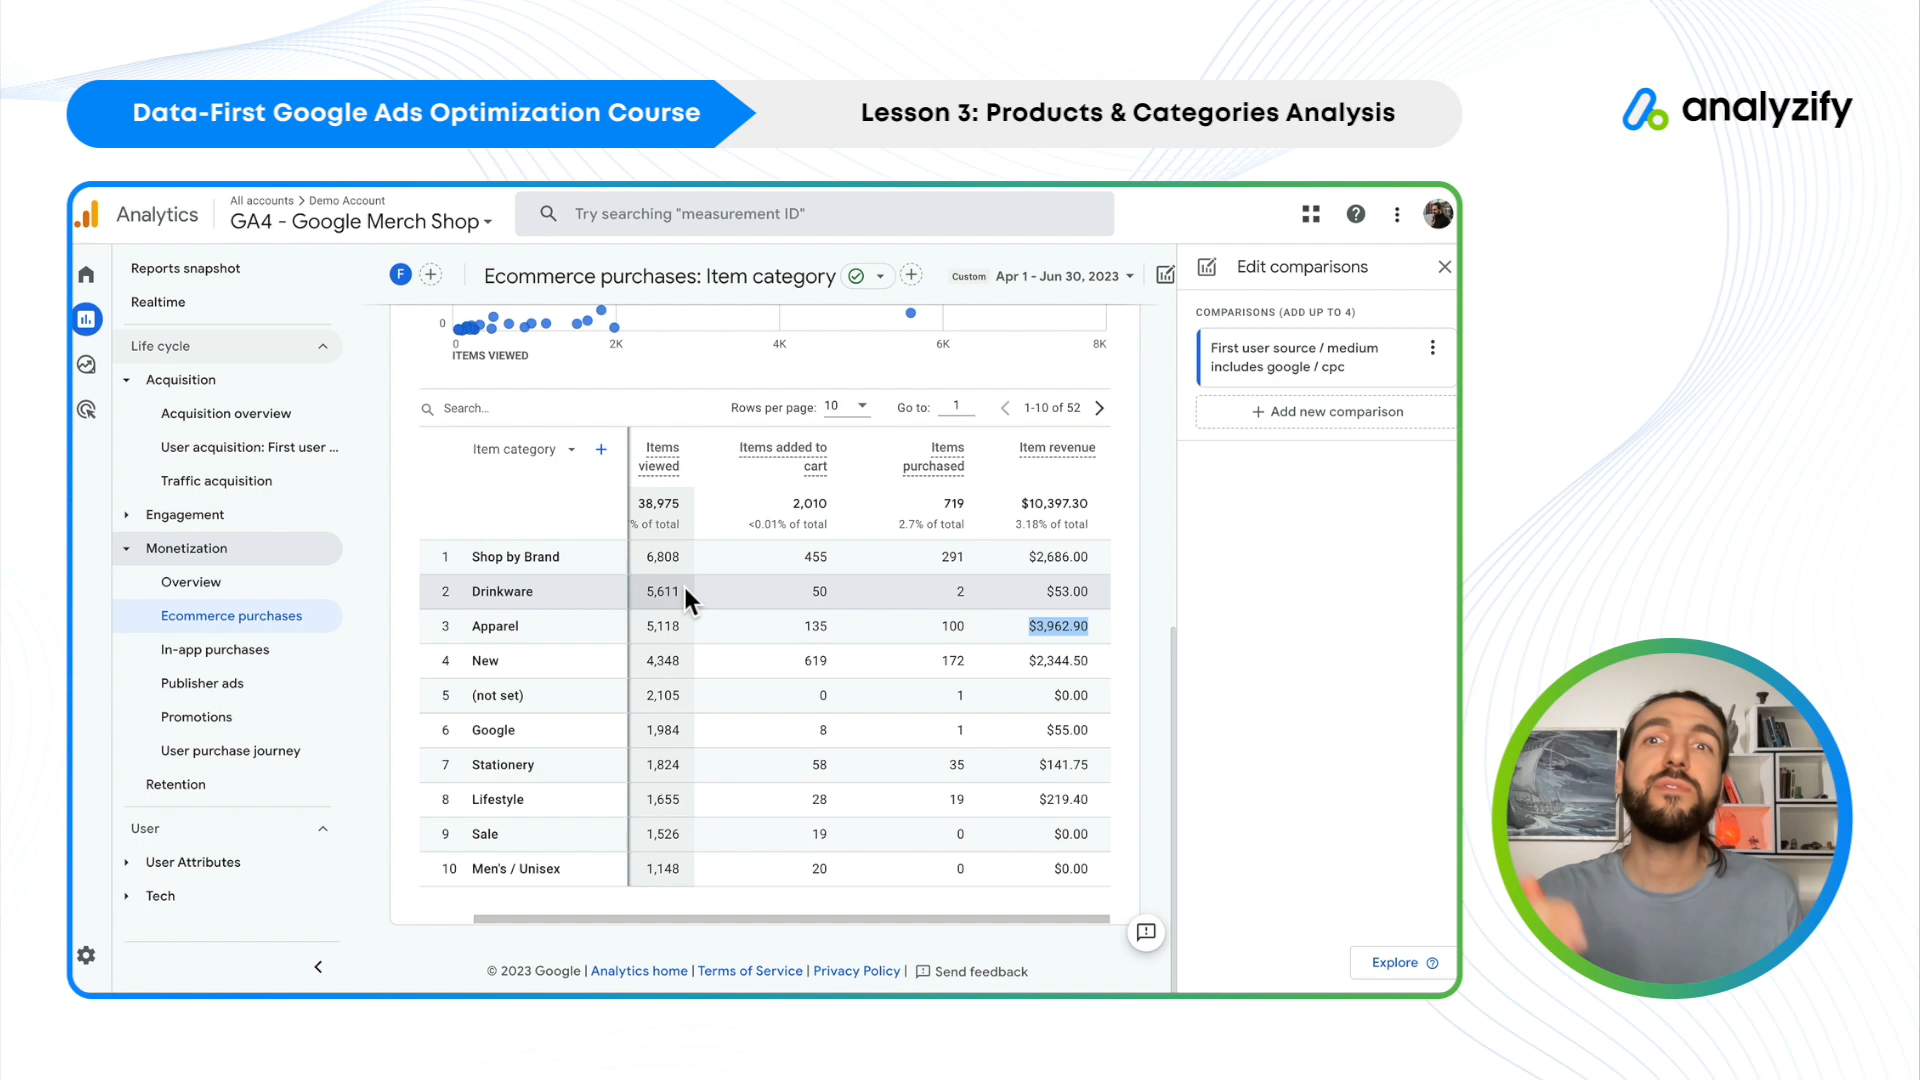 Data-First Google Ads Optimization Course
Lesson 3: Products & Categories Analysis
analyzify
Analytics
All accounts > Demo Account
GA4 - Google Merch Shop
Try searching "measurement ID"
Reports snapshot
Realtime
Life cycle
Acquisition
Acquisition overview
User acquisition: First user ...
Traffic acquisition
Engagement
Monetization
Overview
Ecommerce purchases
In-app purchases
Publisher ads
Promotions
User purchase journey
Retention
User
User Attributes
Tech
F
Ecommerce purchases: Item category
Custom Apr 1 - Jun 30, 2023
0
0 2K 4K 6K 8K
ITEMS VIEWED
Search...
Rows per page: 10
Go to: 1
1-10 of 52
Item category
Items viewed
Items added to cart
Items purchased
Item revenue
38,975 2,010 719 $10,397.30
% of total <0.01% of total 2.7% of total 3.18% of total
1 Shop by Brand 6,808 455 291 $2,686.00
2 Drinkware 5,611 50 2 $53.00
3 Apparel 5,118 135 100 $3,962.90
4 New 4,348 619 172 $2,344.50
5 (not set) 2,105 0 1 $0.00
6 Google 1,984 8 1 $55.00
7 Stationery 1,824 58 35 $141.75
8 Lifestyle 1,655 28 19 $219.40
9 Sale 1,526 19 0 $0.00
10 Men's / Unisex 1,148 20 0 $0.00
© 2023 Google | Analytics home | Terms of Service | Privacy Policy | Send feedback
Edit comparisons
COMPARISONS (ADD UP TO 4)
First user source / medium
includes google / cpc
+ Add new comparison
Explore